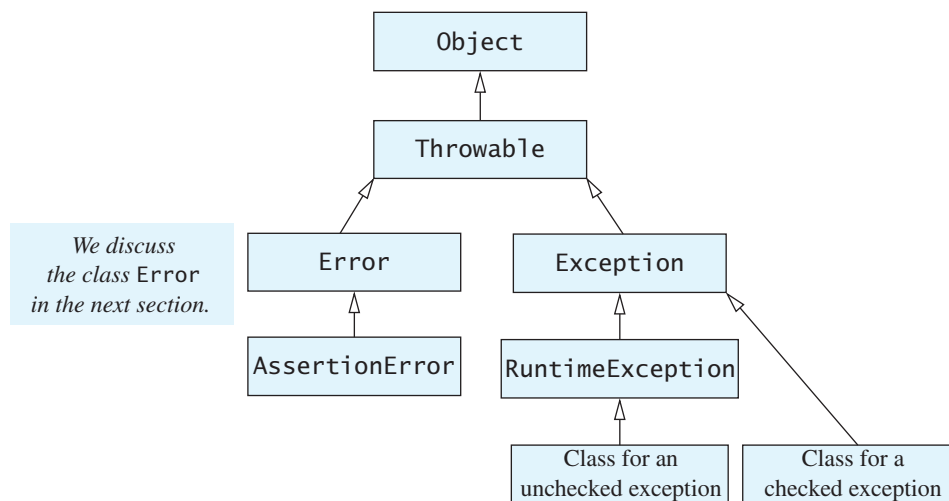 Object
Throwable
We discuss
the class Error
in the next section.
Error
Exception
AssertionError
RuntimeException
Class for an
unchecked exception
Class for a
checked exception